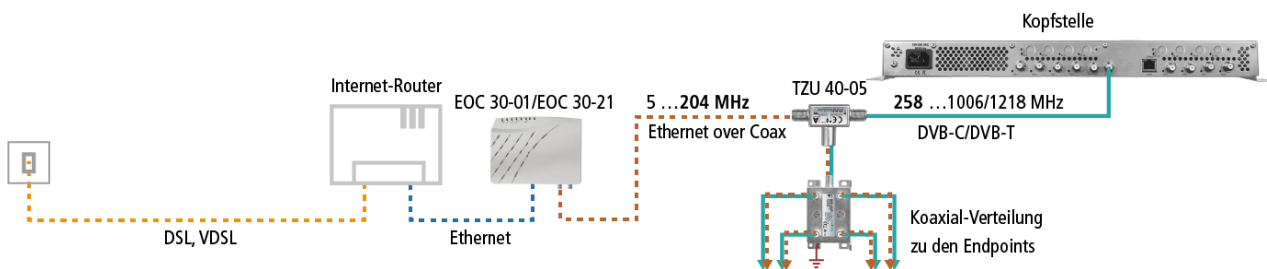 Kopfstelle
Internet-Router
EOC 30-01/EOC 30-21
5 …204 MHz
TZU 40-05
258 …1006/1218 MHz
Ethernet over Coax
DVB-C/DVB-T
DSL, VDSL
Ethernet
Koaxial-Verteilung
zu den Endpoints